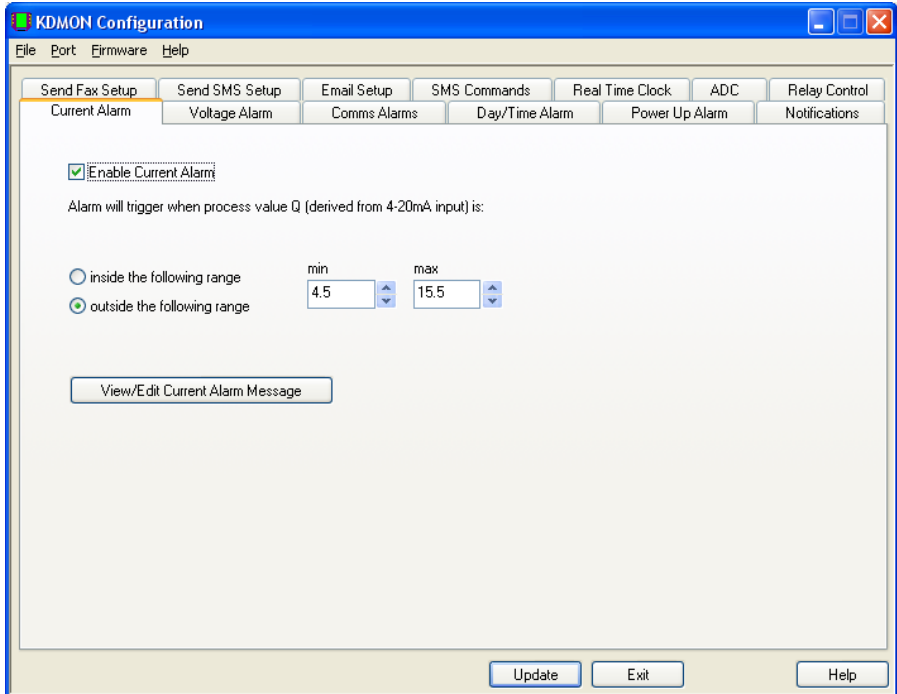 KDMON Configuration
File Port Firmware Help
Send Fax Setup Send SMS Setup Email Setup SMS Commands Real Time Clock ADC Relay Control
Current Alarm Voltage Alarm Comms Alarms Day/Time Alarm Power Up Alarm Notifications
Enable Current Alarm
Alarm will trigger when process value Q (derived from 4-20mA input) is:
min max
inside the following range
4.5 15.5
outside the following range
View/Edit Current Alarm Message
Update Exit Help